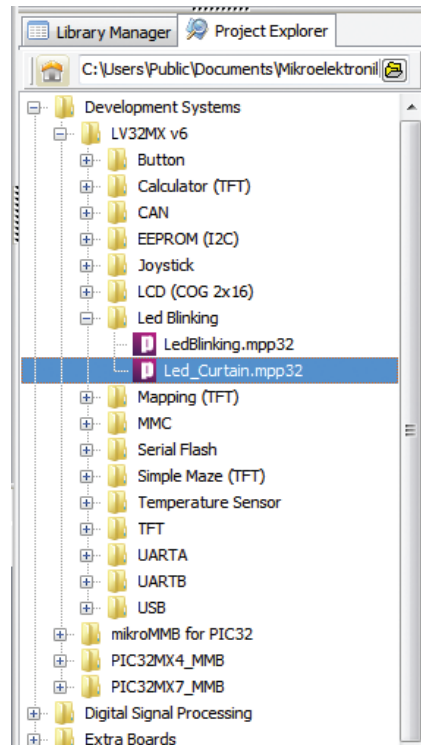 Library Manager Project Explorer
C:\Users\Public\Documents\Mikroelektronil
Development Systems
LV32MX v6
Button
Calculator (TFT)
CAN
EEPROM (I2C)
Joystick
LCD (COG 2x16)
Led Blinking
LedBlinking.mpp32
Led_Curtain.mpp32
Mapping (TFT)
MMC
Serial Flash
Simple Maze (TFT)
Temperature Sensor
TFT
UARTA
UARTB
USB
mikroMMB for PIC32
PIC32MX4_MMB
PIC32MX7_MMB
Digital Signal Processing
Extra Boards